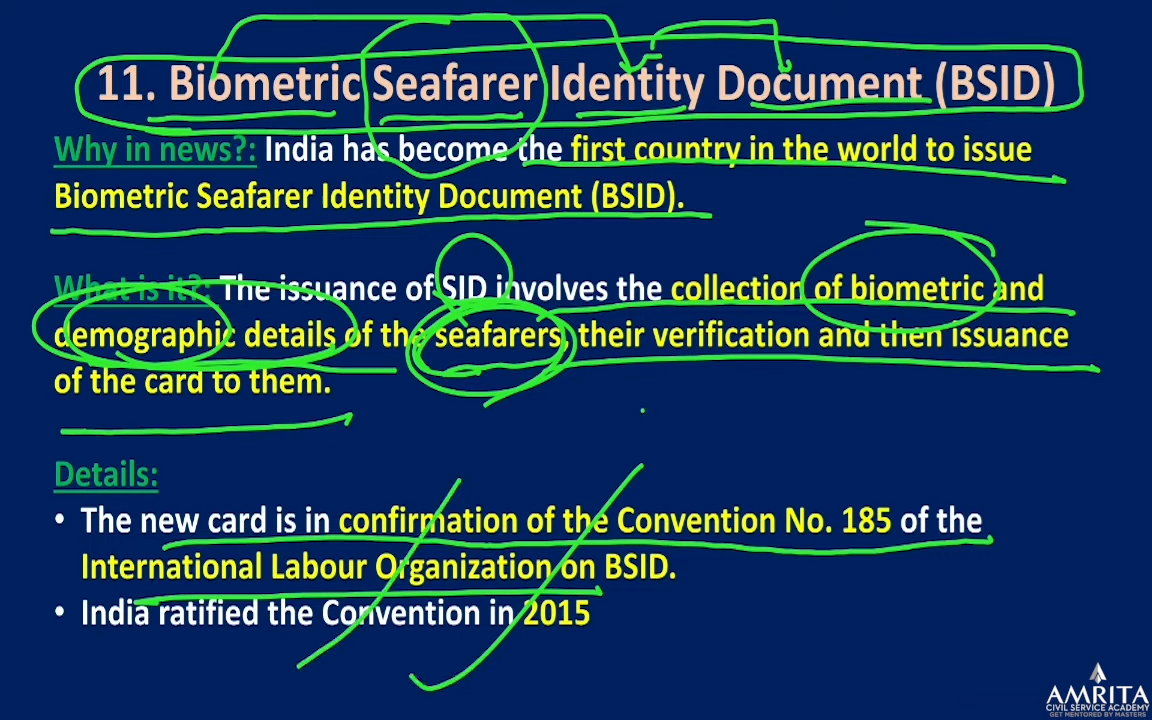 11. Biometric Seafarer Identity Document (BSID)
Why in news?: India has become the first country in the world to issue
Biometric Seafarer Identity Document (BSID).
What is it?: The issuance of SID involves the collection of biometric and
demographic details of the seafarers, their verification and then issuance
of the card to them.
Details:
• The new card is in confirmation of the Convention No. 185 of the
International Labour Organization on BSID.
• India ratified the Convention in 2015
AMRITA
CIVIL SERVICE ACADEMY
GET MENTORED BY MASTERS